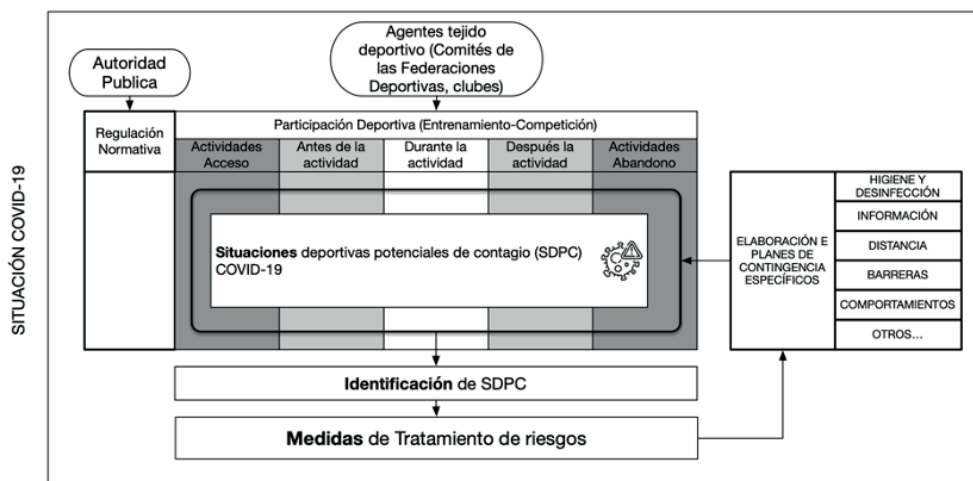 Agentes tejido
deportivo (Comités de
las Federaciones
Deportivas, clubes)
Autoridad
Publica
Regulación
Normativa
Participación Deportiva (Entrenamiento-Competición)
Actividades
Acceso
Antes de la
actividad
Durante la
actividad
Después la
actividad
Actividades
Abandono
SITUACIÓN COVID-19
Situaciones deportivas potenciales de contagio (SDPC)
COVID-19
ELABORACIÓN E
PLANES DE
CONTINGENCIA
ESPECÍFICOS
HIGIENE Y
DESINFECCIÓN
INFORMACIÓN
DISTANCIA
BARRERAS
COMPORTAMIENTOS
OTROS...
Identificación de SDPC
Medidas de Tratamiento de riesgos